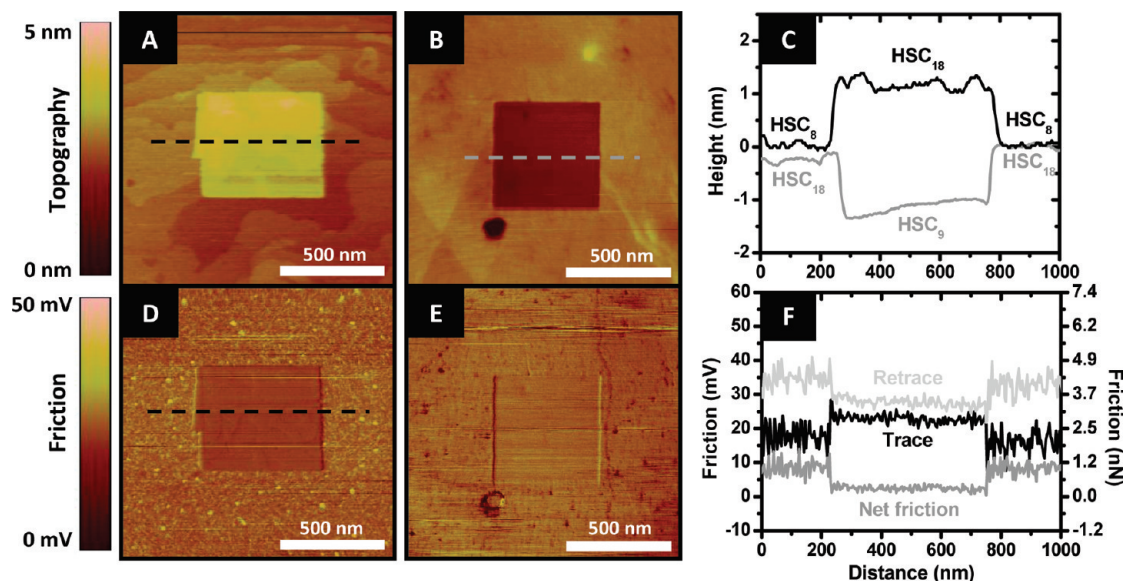 5 nm
Topography
0 nm
A
500 nm
B
500 nm
C
2
1
0
-1
-2
Height (nm)
HSC18
HSC8
HSC8
HSC18
HSC18
HSC9
0 200 400 600 800 1000
50 mV
Friction
0 mV
D
500 nm
E
500 nm
F
60
50
40
30
20
10
0
-10
Friction (mV)
Retrace
Trace
Net friction
7.4
6.1
4.9
3.7
2.5
1.2
0.0
-1.2
Friction (nN)
0 200 400 600 800 1000
Distance (nm)